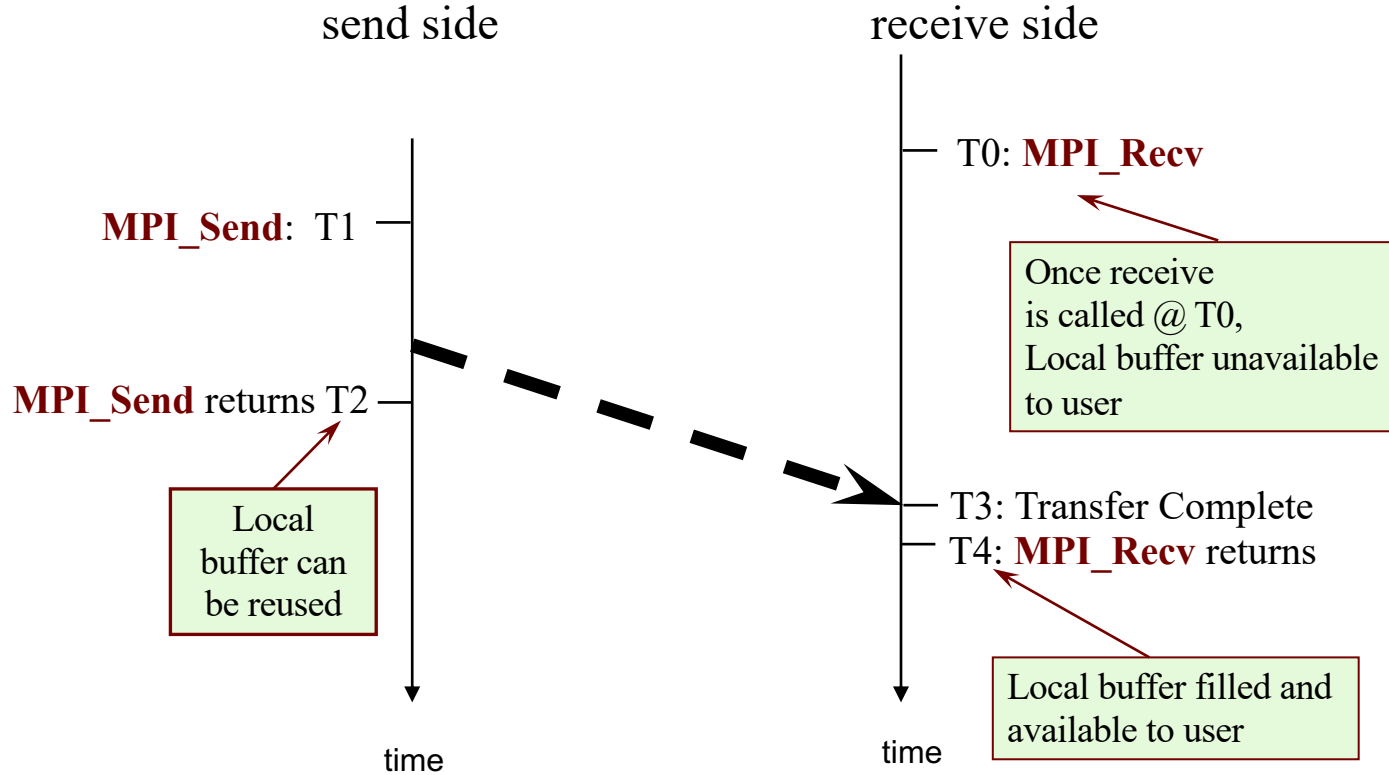 send side
receive side
T0: MPI_Recv
MPI_Send: T1
Once receive
is called @ T0,
Local buffer unavailable
to user
MPI_Send returns T2
Local
buffer can
be reused
T3: Transfer Complete
T4: MPI_Recv returns
Local buffer filled and
available to user
time
time